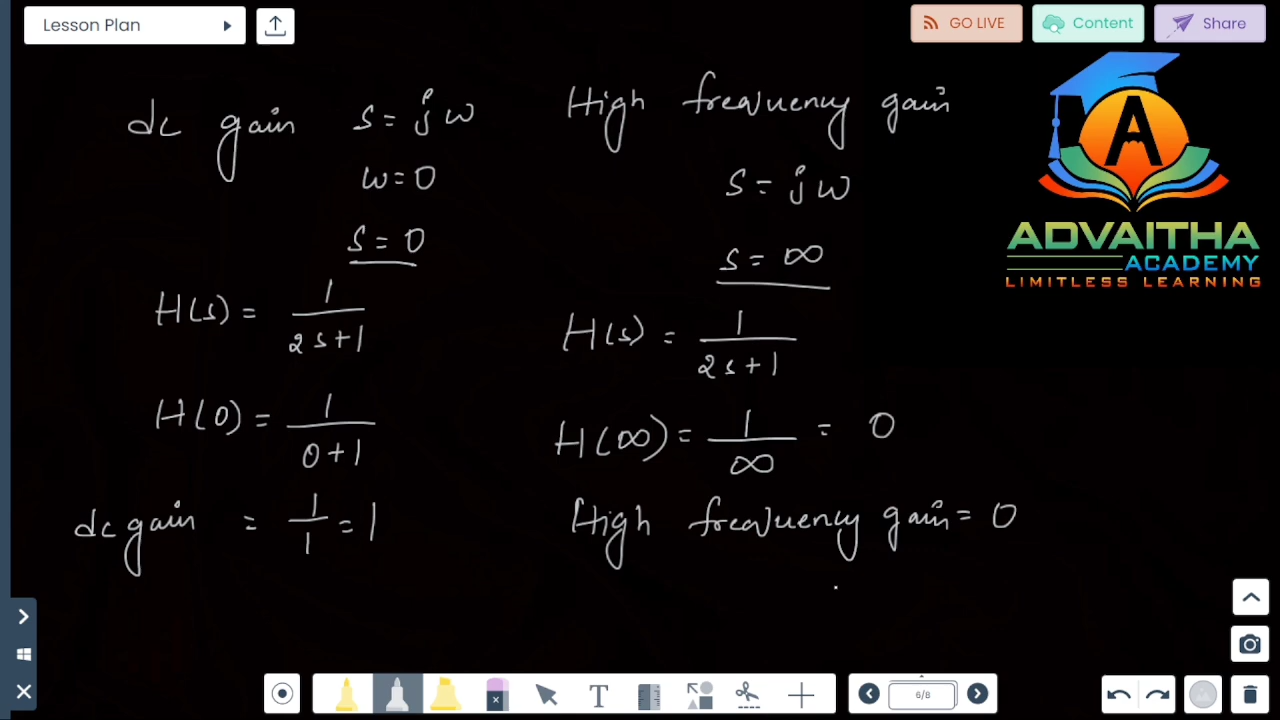 Lesson Plan
GO LIVE
Content
Share
dc gain s = jω
ω = 0
s = 0
H(s) = 1/(2s+1)
H(0) = 1/(0+1)
dc gain = 1/1 = 1
High frequency gain
s = jω
s = ∞
H(s) = 1/(2s+1)
H(∞) = 1/∞ = 0
High frequency gain = 0
A
ADVAITHA
ACADEMY
LIMITLESS LEARNING
T
6/8
A